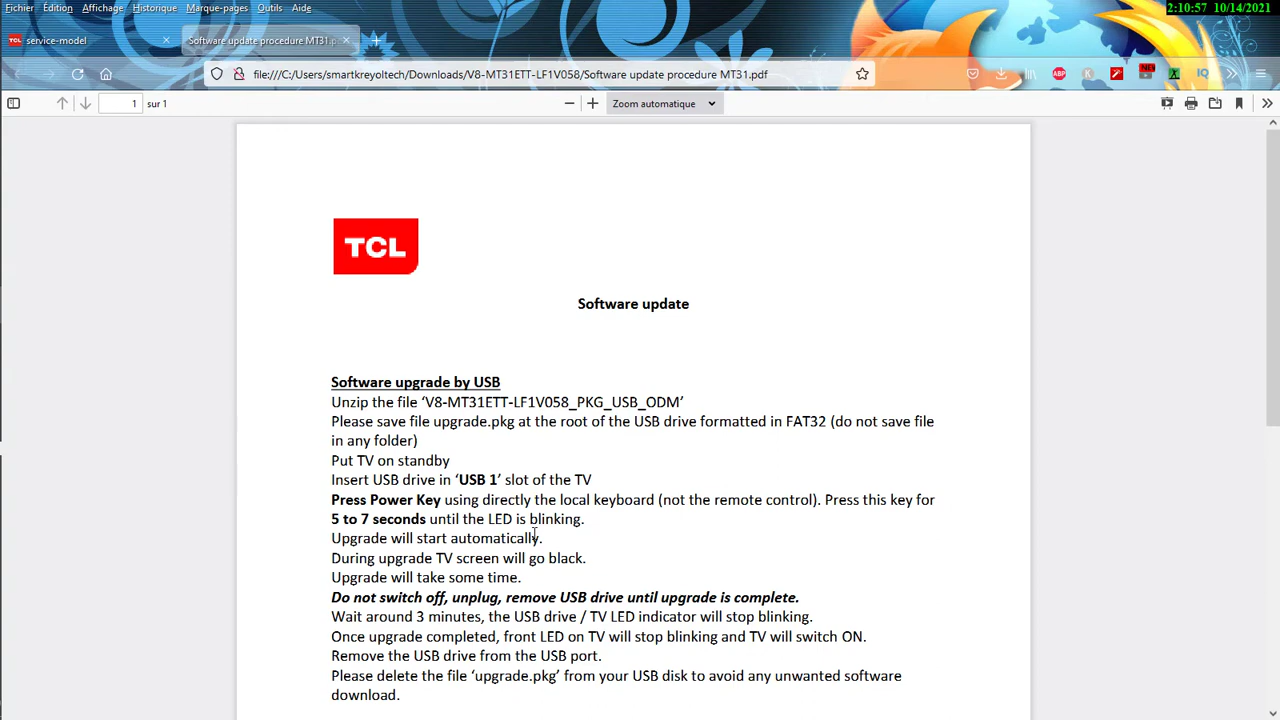 Fichier Édition Affichage Historique Marque-pages Outils Aide
2:10:57 10/14/2021
TCL service-model
Software update procedure MT31.p
file:///C:/Users/smartkreyoltech/Downloads/V8-MT31ETT-LF1V058/Software update procedure MT31.pdf
ABP
IQ
1 sur 1
Zoom automatique
TCL
Software update
Software upgrade by USB
Unzip the file ‘V8-MT31ETT-LF1V058_PKG_USB_ODM’
Please save file upgrade.pkg at the root of the USB drive formatted in FAT32 (do not save file
in any folder)
Put TV on standby
Insert USB drive in ‘USB 1’ slot of the TV
Press Power Key using directly the local keyboard (not the remote control). Press this key for
5 to 7 seconds until the LED is blinking.
Upgrade will start automatically.
During upgrade TV screen will go black.
Upgrade will take some time.
Do not switch off, unplug, remove USB drive until upgrade is complete.
Wait around 3 minutes, the USB drive / TV LED indicator will stop blinking.
Once upgrade completed, front LED on TV will stop blinking and TV will switch ON.
Remove the USB drive from the USB port.
Please delete the file ‘upgrade.pkg’ from your USB disk to avoid any unwanted software
download.